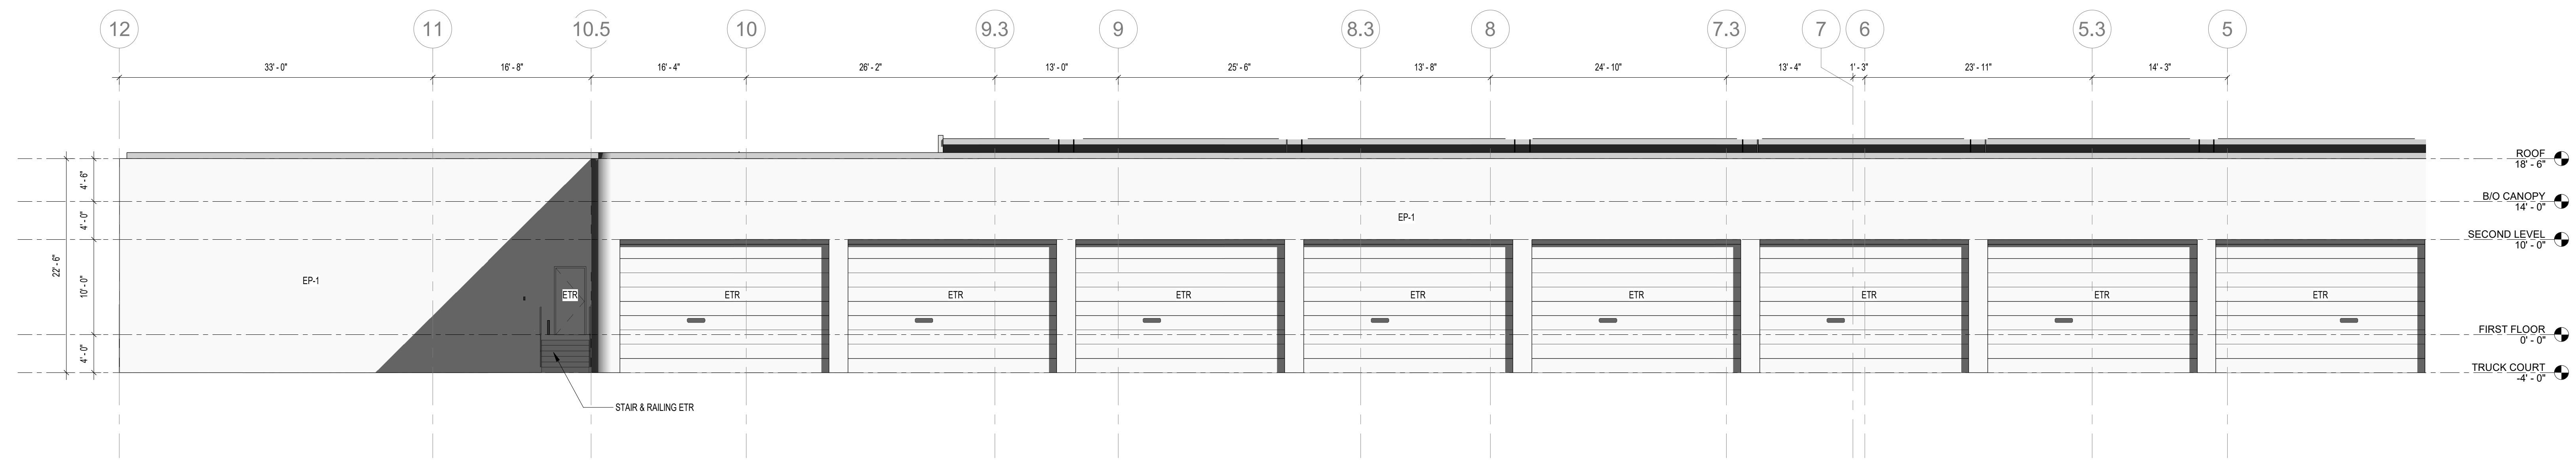 12 11 10.5 10 9.3 9 8.3 8 7.3 7 6 5.3 5
33' - 0" 16' - 8" 16' - 4" 26' - 2" 13' - 0" 25' - 6" 13' - 8" 24' - 10" 13' - 4" 1' - 3" 23' - 11" 14' - 3"
ROOF
18' - 6"
4' - 6"
B/O CANOPY
14' - 0"
4' - 0"
EP-1
SECOND LEVEL
10' - 0"
22' - 6"
10' - 0"
EP-1
ETR ETR ETR ETR ETR ETR ETR ETR ETR
FIRST FLOOR
0' - 0"
4' - 0"
TRUCK COURT
-4' - 0"
STAIR & RAILING ETR